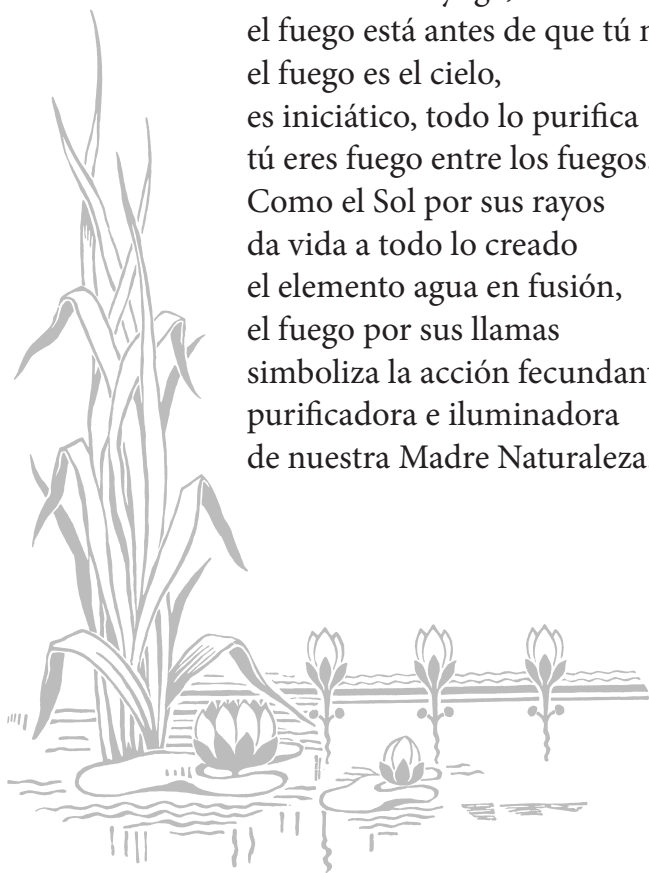 el fuego está antes de que tú
el fuego es el cielo,
es iniciático, todo lo purifica
tú eres fuego entre los fuegos.
Como el Sol por sus rayos
da vida a todo lo creado
el elemento agua en fusión,
el fuego por sus llamas
simboliza la acción
purificadora e iluminadora
de nuestra Madre Naturaleza.